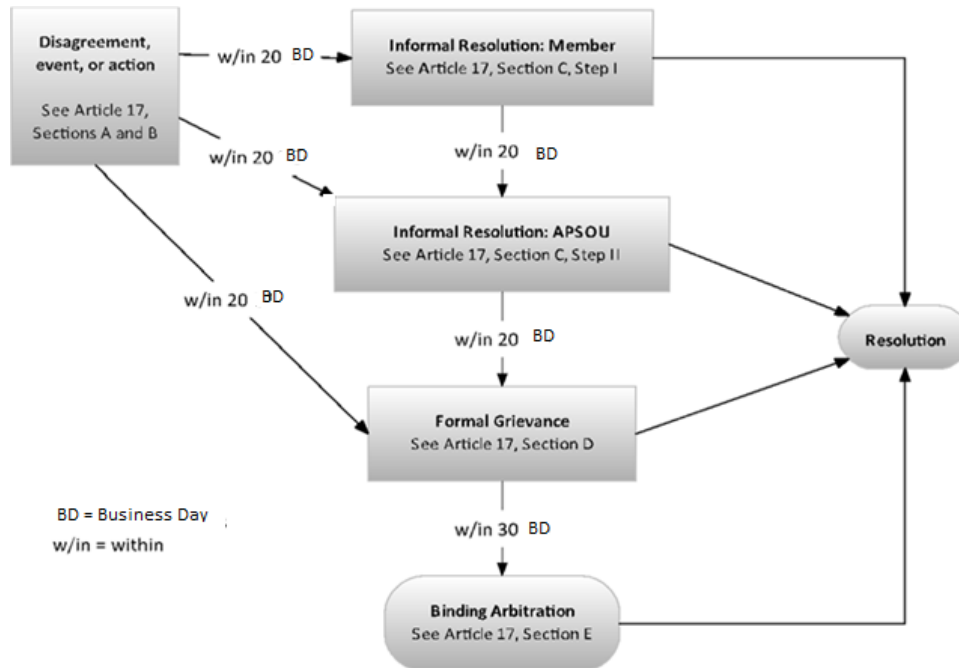 Disagreement,
event, or action
See Article 17,
Sections A and B
w/in 20 BD
Informal Resolution: Member
See Article 17, Section C, Step I
w/in 20 BD
w/in 20 BD
Informal Resolution: APSOU
See Article 17, Section C, Step II
w/in 20 BD
w/in 20 BD
Resolution
Formal Grievance
See Article 17, Section D
BD = Business Day
w/in = within
w/in 30 BD
Binding Arbitration
See Article 17, Section E